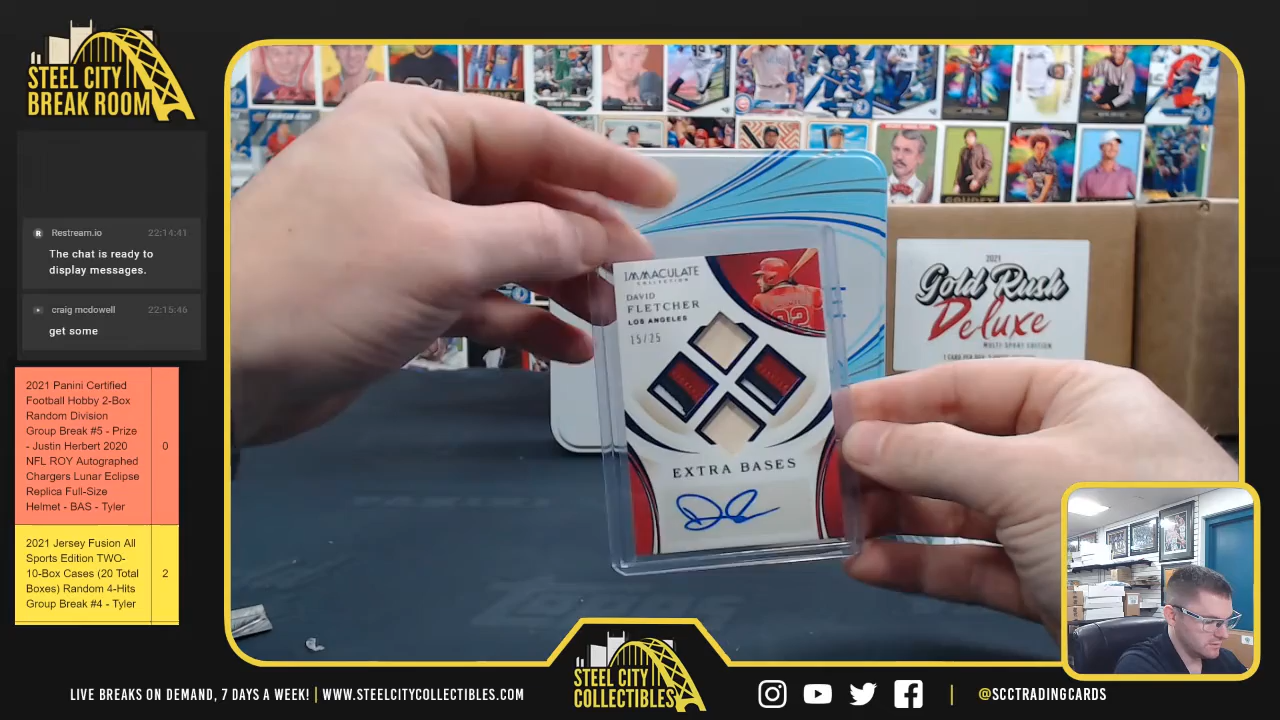 STEEL CITY
BREAK ROOM
Restream.io 22:14:41
The chat is ready to
display messages.
craig mcdowell 22:15:46
get some
2021 Panini Certified
Football Hobby 2-Box
Random Division
Group Break #5 - Prize
- Justin Herbert 2020
NFL ROY Autographed
Chargers Lunar Eclipse
Replica Full-Size
Helmet - BAS - Tyler
0
2021 Jersey Fusion All
Sports Edition TWO-
10-Box Cases (20 Total
Boxes) Random 4-Hits
Group Break #4 - Tyler
2
IMMACULATE
COLLECTION
DAVID
FLETCHER
LOS ANGELES
15/25
EXTRA BASES
2021
Gold Rush
Deluxe
MULTI-SPORT EDITION
GOUDEY
STEEL CITY
COLLECTIBLES
LIVE BREAKS ON DEMAND, 7 DAYS A WEEK! | WWW.STEELCITYCOLLECTIBLES.COM
| @SCCTRADINGCARDS